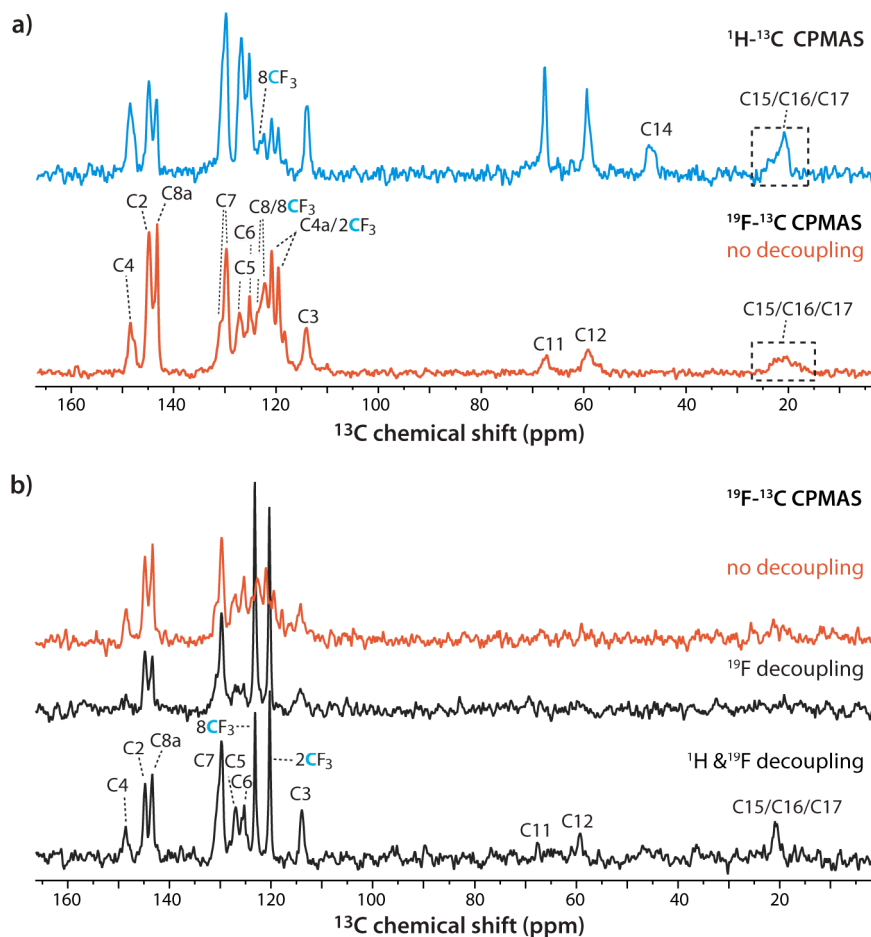 a)
¹H-¹³C CPMAS
8CF₃
C14
C15/C16/C17
¹⁹F-¹³C CPMAS
no decoupling
C2
C8a
C7
C8/8CF₃
C6
C4a/2CF₃
C4
C5
C3
C11
C12
C15/C16/C17
160 140 120 100 80 60 40 20
¹³C chemical shift (ppm)
b)
¹⁹F-¹³C CPMAS
no decoupling
¹⁹F decoupling
8CF₃
¹H &¹⁹F decoupling
C2
C8a
C7
C5
C6
2CF₃
C4
C3
C11
C12
C15/C16/C17
160 140 120 100 80 60 40 20
¹³C chemical shift (ppm)